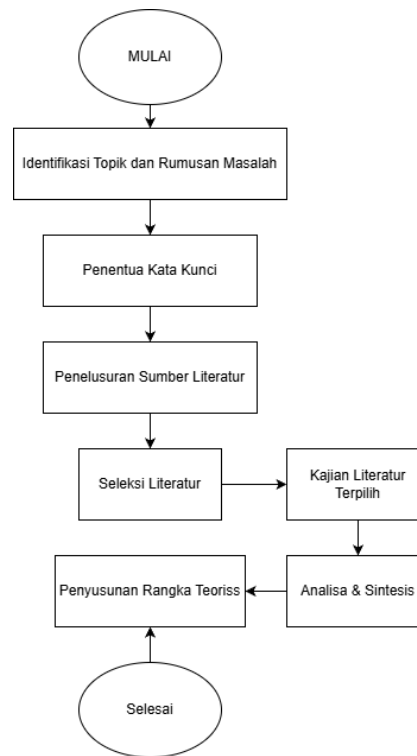 MULAI
Identifikasi Topik dan Rumusan Masalah
Penentua Kata Kunci
Penelusuran Sumber Literatur
Seleksi Literatur
Kajian Literatur
Terpilih
Analisa & Sintesis
Penyusunan Rangka Teoriss
Selesai